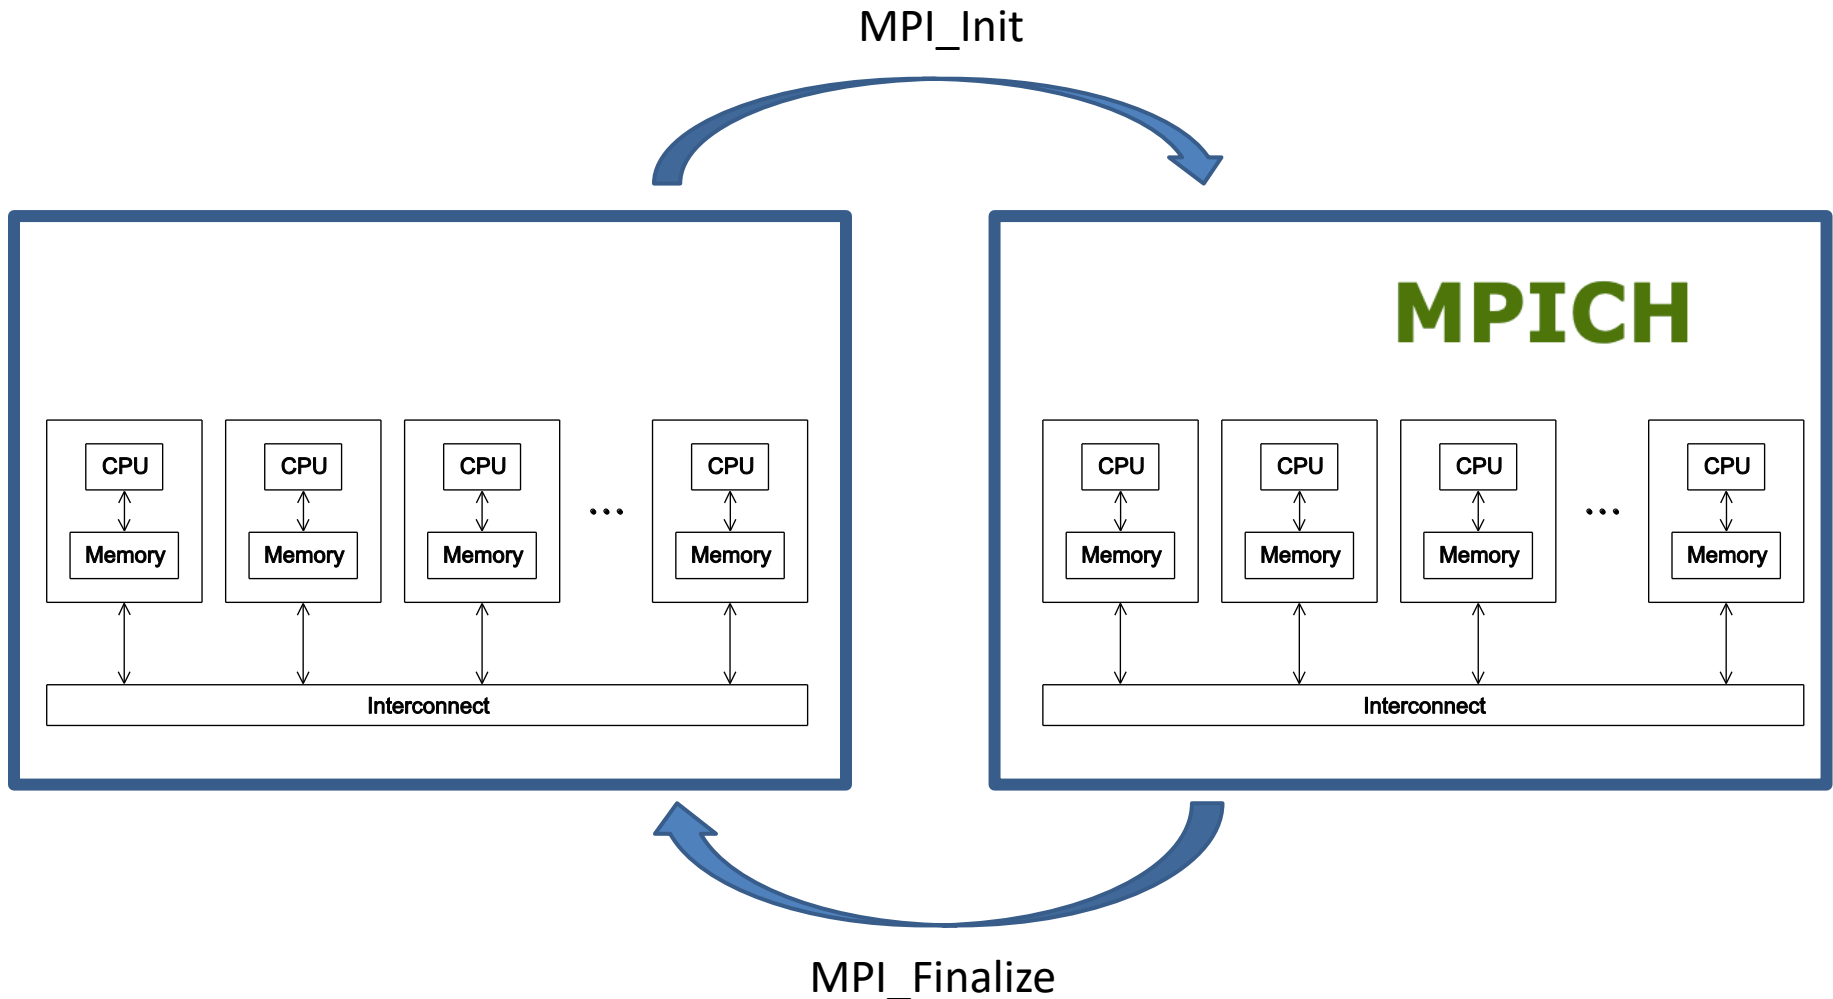 MPI_Init
MPICH
CPU CPU CPU ... CPU
Memory Memory Memory Memory
Interconnect
CPU CPU CPU ... CPU
Memory Memory Memory Memory
Interconnect
MPI_Finalize